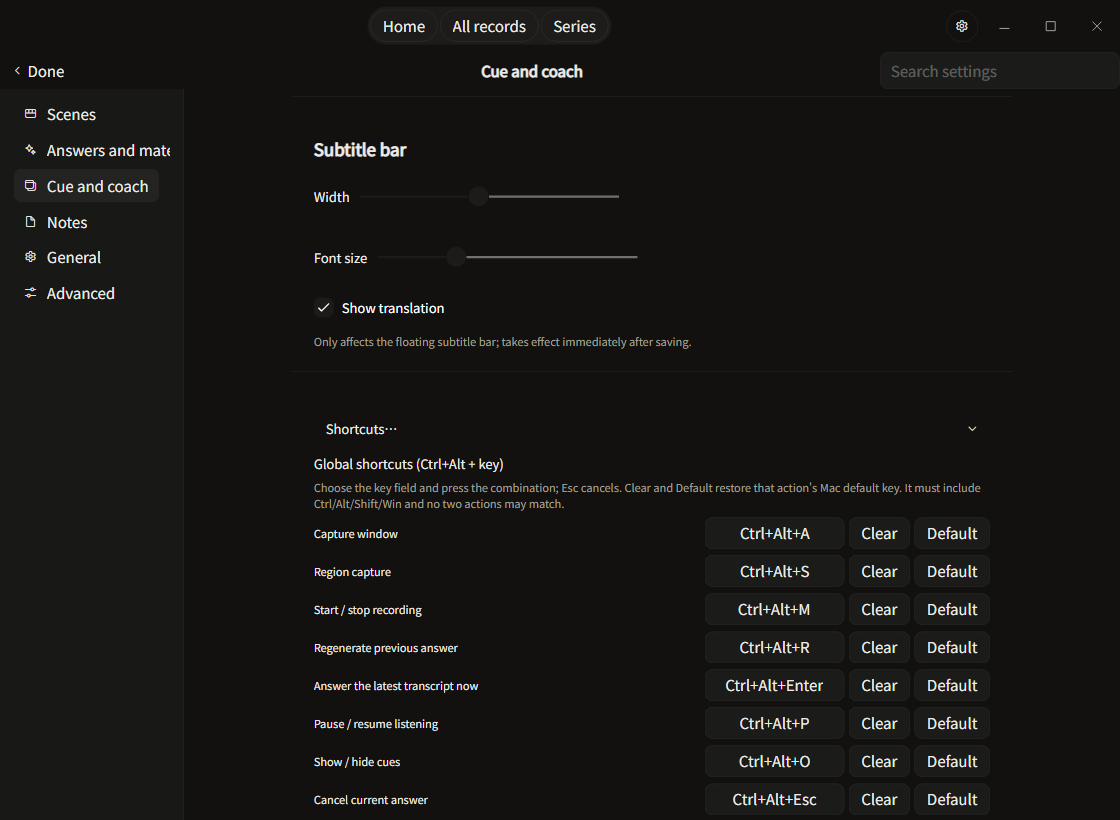 Home
All records
Series
Done
Cue and coach
Search settings
Scenes
Answers and mate
Cue and coach
Notes
General
Advanced
Subtitle bar
Width
Font size
Show translation
Only affects the floating subtitle bar; takes effect immediately after saving.
Shortcuts···
Global shortcuts (Ctrl+Alt + key)
Choose the key field and press the combination; Esc cancels. Clear and Default restore that action's Mac default key. It must include
Ctrl/Alt/Shift/Win and no two actions may match.
Capture window Ctrl+Alt+A Clear Default
Region capture Ctrl+Alt+S Clear Default
Start / stop recording Ctrl+Alt+M Clear Default
Regenerate previous answer Ctrl+Alt+R Clear Default
Answer the latest transcript now Ctrl+Alt+Enter Clear Default
Pause / resume listening Ctrl+Alt+P Clear Default
Show / hide cues Ctrl+Alt+O Clear Default
Cancel current answer Ctrl+Alt+Esc Clear Default